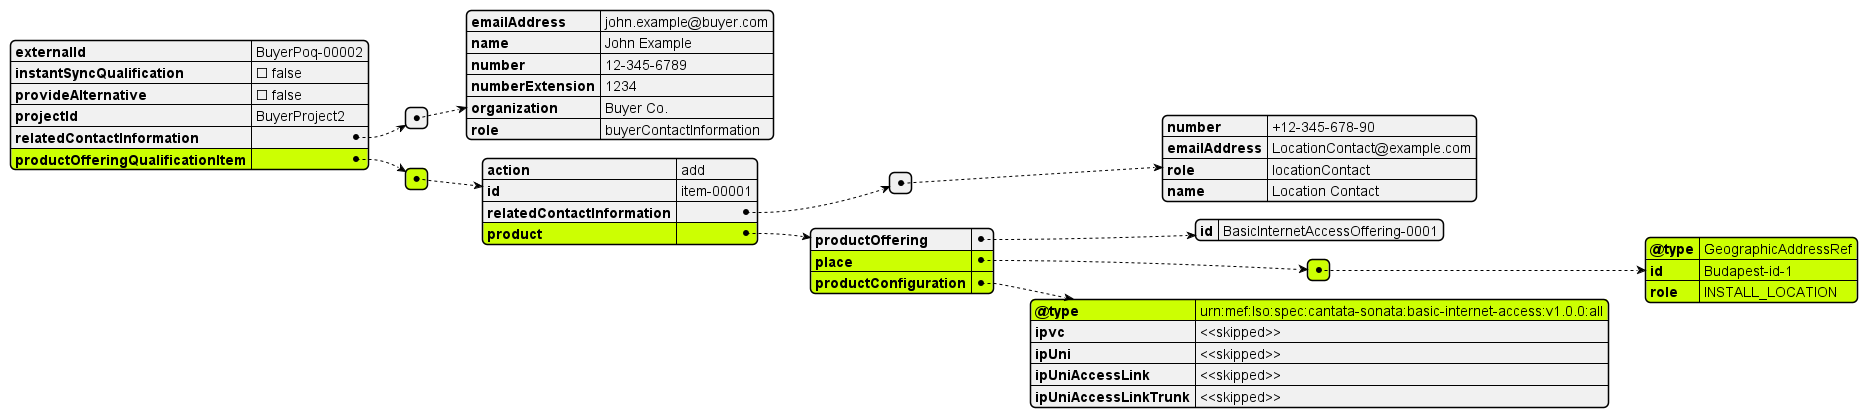 externalId BuyerPoq-00002
instantSyncQualification ☐ false
provideAlternative ☐ false
projectId BuyerProject2
relatedContactInformation
productOfferingQualificationItem
emailAddress john.example@buyer.com
name John Example
number 12-345-6789
numberExtension 1234
organization Buyer Co.
role buyerContactInformation
action add
id item-00001
relatedContactInformation
product
number +12-345-678-90
emailAddress LocationContact@example.com
role locationContact
name Location Contact
productOffering
place
productConfiguration
id BasicInternetAccessOffering-0001
@type GeographicAddressRef
id Budapest-id-1
role INSTALL_LOCATION
@type urn:mef:lso:spec:cantata-sonata:basic-internet-access:v1.0.0:all
ipvc <<skipped>>
ipUni <<skipped>>
ipUniAccessLink <<skipped>>
ipUniAccessLinkTrunk <<skipped>>